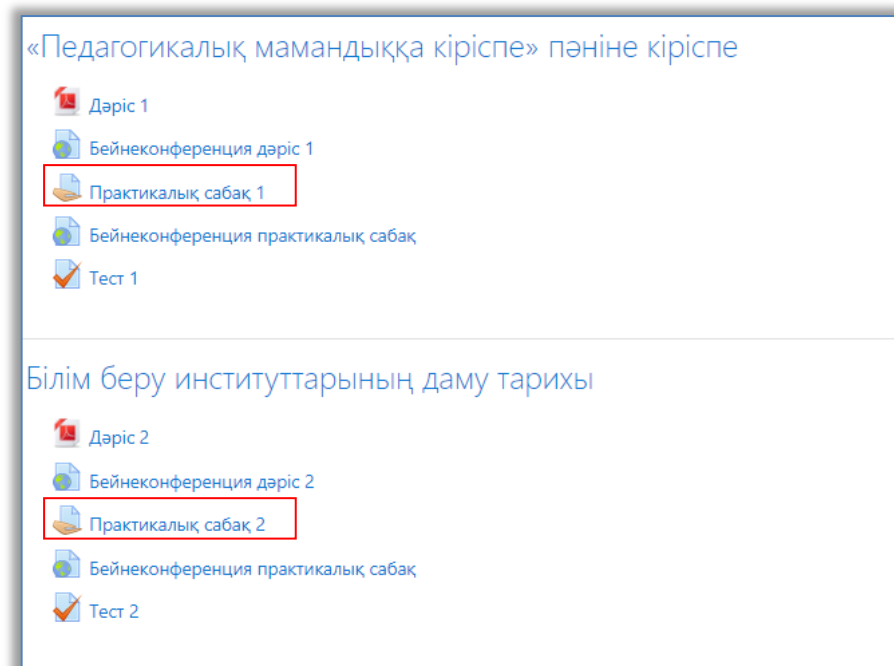 «Педагогикалық мамандыққа кіріспе» пәніне кіріспе
Дәріс 1
Бейнеконференция дәріс 1
Практикалық сабақ 1
Бейнеконференция практикалық сабақ
Тест 1
Білім беру институттарының даму тарихы
Дәріс 2
Бейнеконференция дәріс 2
Практикалық сабақ 2
Бейнеконференция практикалық сабақ
Тест 2